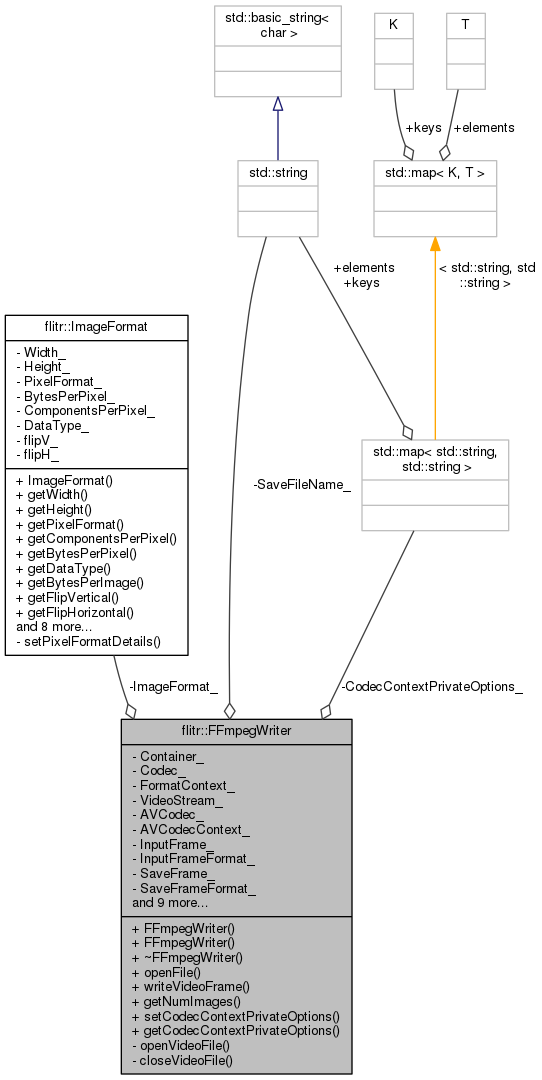 std::basic_string<
char >
K
T
+keys
+elements
std::string
std::map< K, T >
+elements
+keys
< std::string, std
::string >
flitr::ImageFormat
- Width_
- Height_
- PixelFormat_
- BytesPerPixel_
- ComponentsPerPixel_
- DataType_
- flipV_
- flipH_
+ ImageFormat()
+ getWidth()
+ getHeight()
+ getPixelFormat()
+ getComponentsPerPixel()
+ getBytesPerPixel()
+ getDataType()
+ getBytesPerImage()
+ getFlipVertical()
+ getFlipHorizontal()
and 8 more...
- setPixelFormatDetails()
std::map< std::string,
std::string >
-SaveFileName_
-ImageFormat_
-CodecContextPrivateOptions_
flitr::FFmpegWriter
- Container_
- Codec_
- FormatContext_
- VideoStream_
- AVCodec_
- AVCodecContext_
- InputFrame_
- InputFrameFormat_
- SaveFrame_
- SaveFrameFormat_
and 9 more...
+ FFmpegWriter()
+ FFmpegWriter()
+ ~FFmpegWriter()
+ openFile()
+ writeVideoFrame()
+ getNumImages()
+ setCodecContextPrivateOptions()
+ getCodecContextPrivateOptions()
- openVideoFile()
- closeVideoFile()